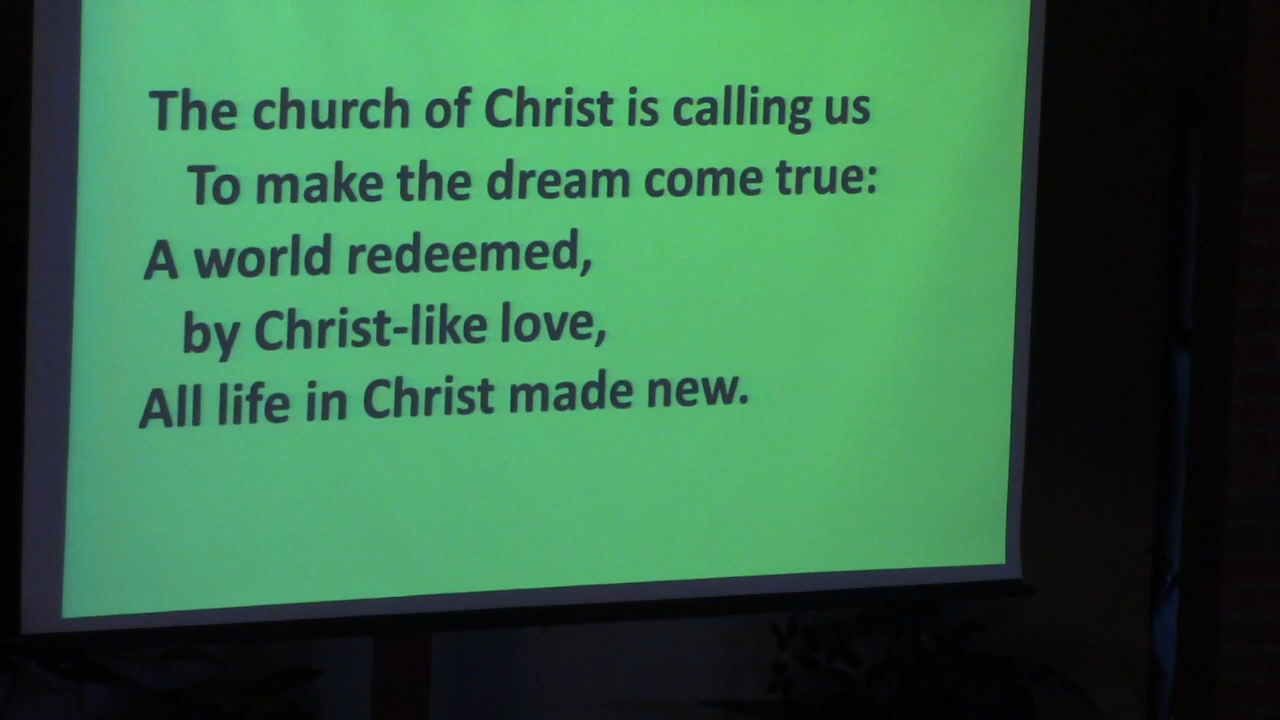 The church of Christ is calling us
To make the dream come true:
A world redeemed,
by Christ-like love,
All life in Christ made new.